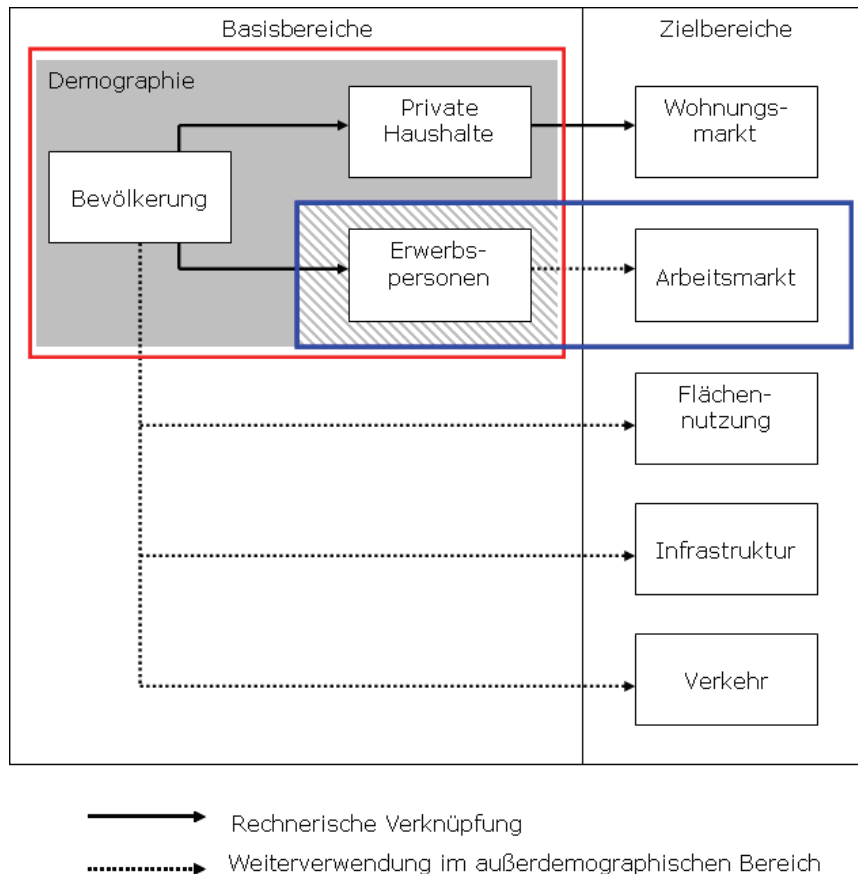 Basisbereiche
Zielbereiche
Demographie
Private
Haushalte
Wohnungs-
markt
Bevölkerung
Erwerbs-
personen
Arbeitsmarkt
Flächen-
nutzung
Infrastruktur
Verkehr
Rechnerische Verknüpfung
Weiterverwendung im außerdemographischen Bereich